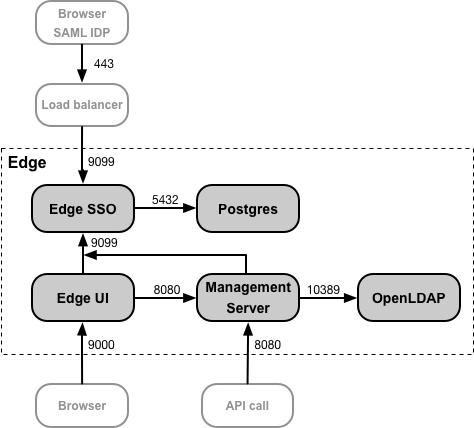 Browser
SAML IDP
443
Load balancer
9099
Edge
Edge SSO
5432
Postgres
9099
Edge UI
8080
Management
Server
10389
OpenLDAP
9000
8080
Browser
API call